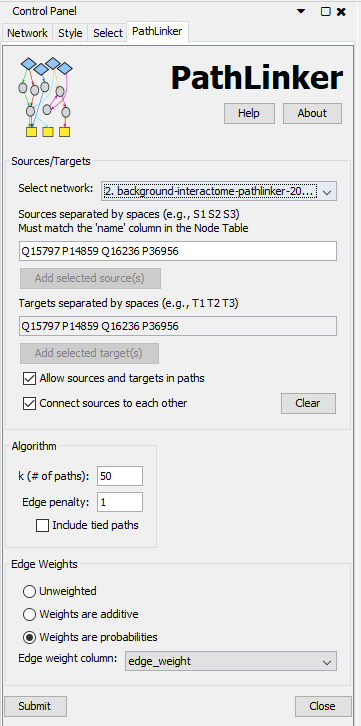 Control Panel
Network Style Select PathLinker
PathLinker
Help About
Sources/Targets
Select network: 2. background-interactome-pathlinker-20...
Sources separated by spaces (e.g., S1 S2 S3)
Must match the 'name' column in the Node Table
Q15797 P14859 Q16236 P36956
Add selected source(s)
Targets separated by spaces (e.g., T1 T2 T3)
Q15797 P14859 Q16236 P36956
Add selected target(s)
Allow sources and targets in paths
Connect sources to each other Clear
Algorithm
k (# of paths): 50
Edge penalty: 1
Include tied paths
Edge Weights
Unweighted
Weights are additive
Weights are probabilities
Edge weight column: edge_weight
Submit Close